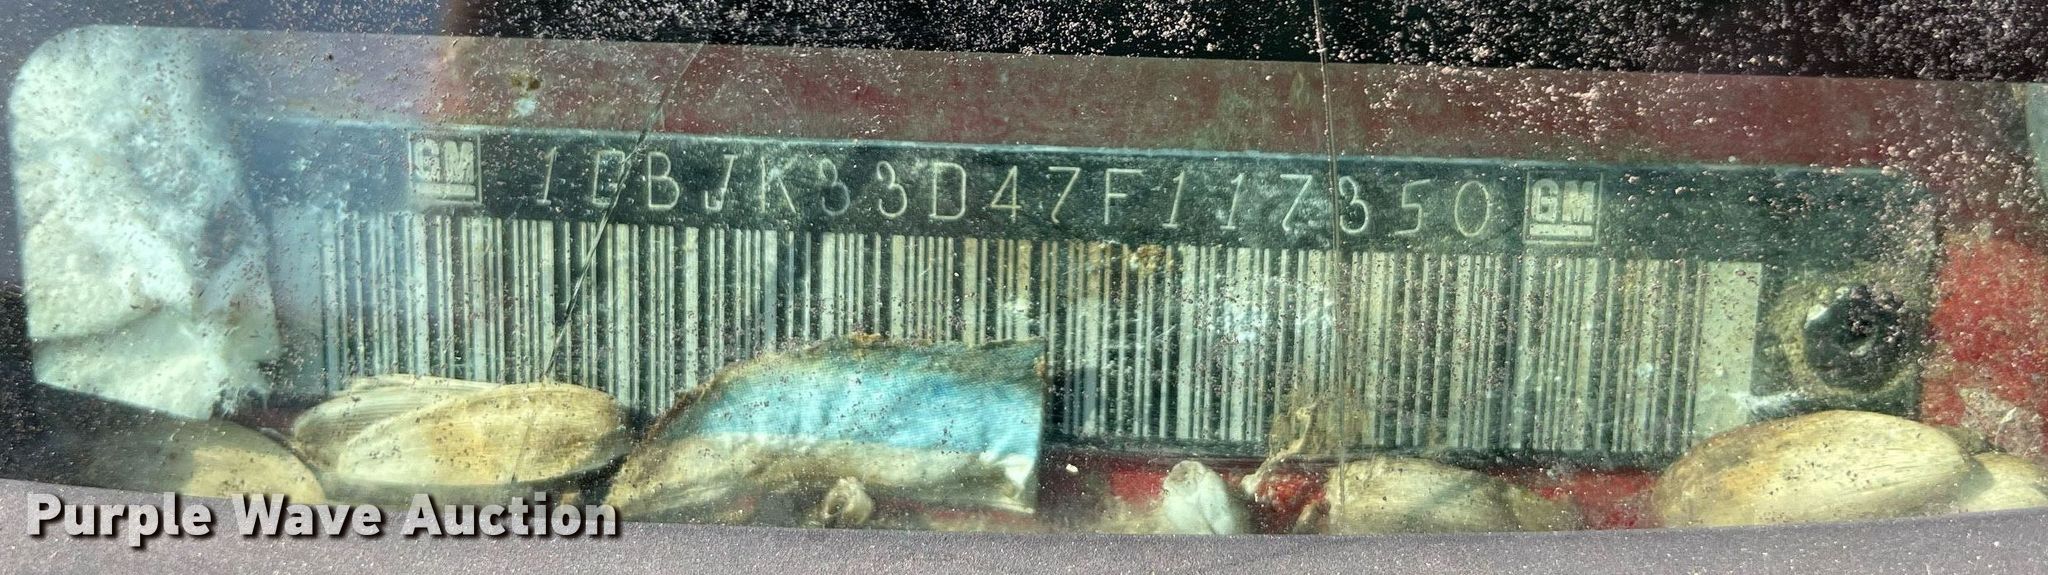 GM 1GBJK33D47F117350 GM
Purple Wave Auction